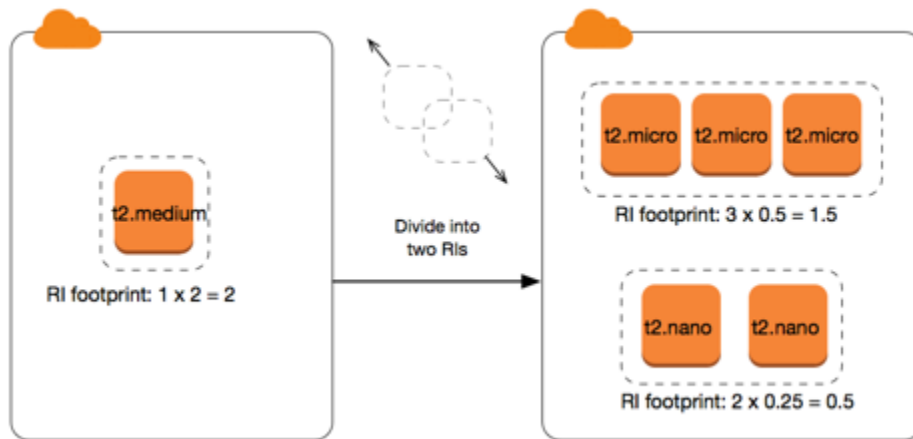 t2.medium
RI footprint: 1 x 2 = 2
Divide into
two RIs
t2.micro t2.micro t2.micro
RI footprint: 3 x 0.5 = 1.5
t2.nano t2.nano
RI footprint: 2 x 0.25 = 0.5